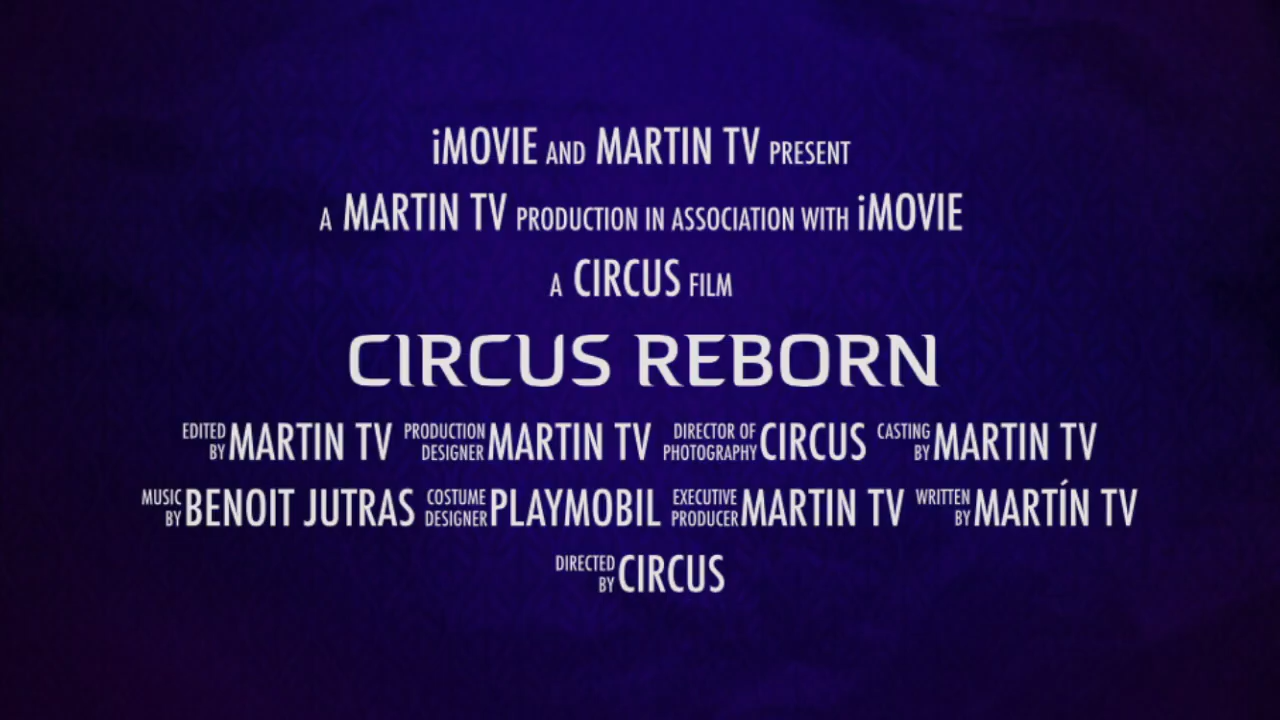 iMOVIE AND MARTIN TV PRESENT
A MARTIN TV PRODUCTION IN ASSOCIATION WITH iMOVIE
A CIRCUS FILM
CIRCUS REBORN
EDITED BY MARTIN TV PRODUCTION DESIGNER MARTIN TV DIRECTOR OF PHOTOGRAPHY CIRCUS CASTING BY MARTIN TV
MUSIC BY BENOIT JUTRAS COSTUME DESIGNER PLAYMOBIL EXECUTIVE PRODUCER MARTIN TV WRITTEN BY MARTÍN TV
DIRECTED BY CIRCUS